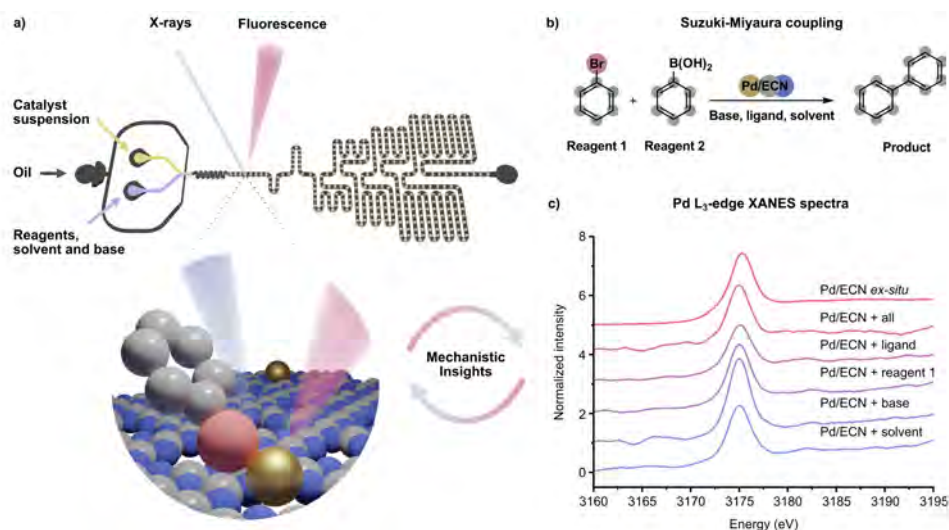 a)
X-rays
Fluorescence
Catalyst
suspension
Oil
Reagents,
solvent and base
Mechanistic
Insights
b)
Suzuki-Miyaura coupling
Br
B(OH)2
+
Pd/ECN
Base, ligand, solvent
Reagent 1
Reagent 2
Product
c)
Pd L3-edge XANES spectra
Normalized intensity
8
6
4
2
0
Pd/ECN ex-situ
Pd/ECN + all
Pd/ECN + ligand
Pd/ECN + reagent 1
Pd/ECN + base
Pd/ECN + solvent
3160 3165 3170 3175 3180 3185 3190 3195
Energy (eV)